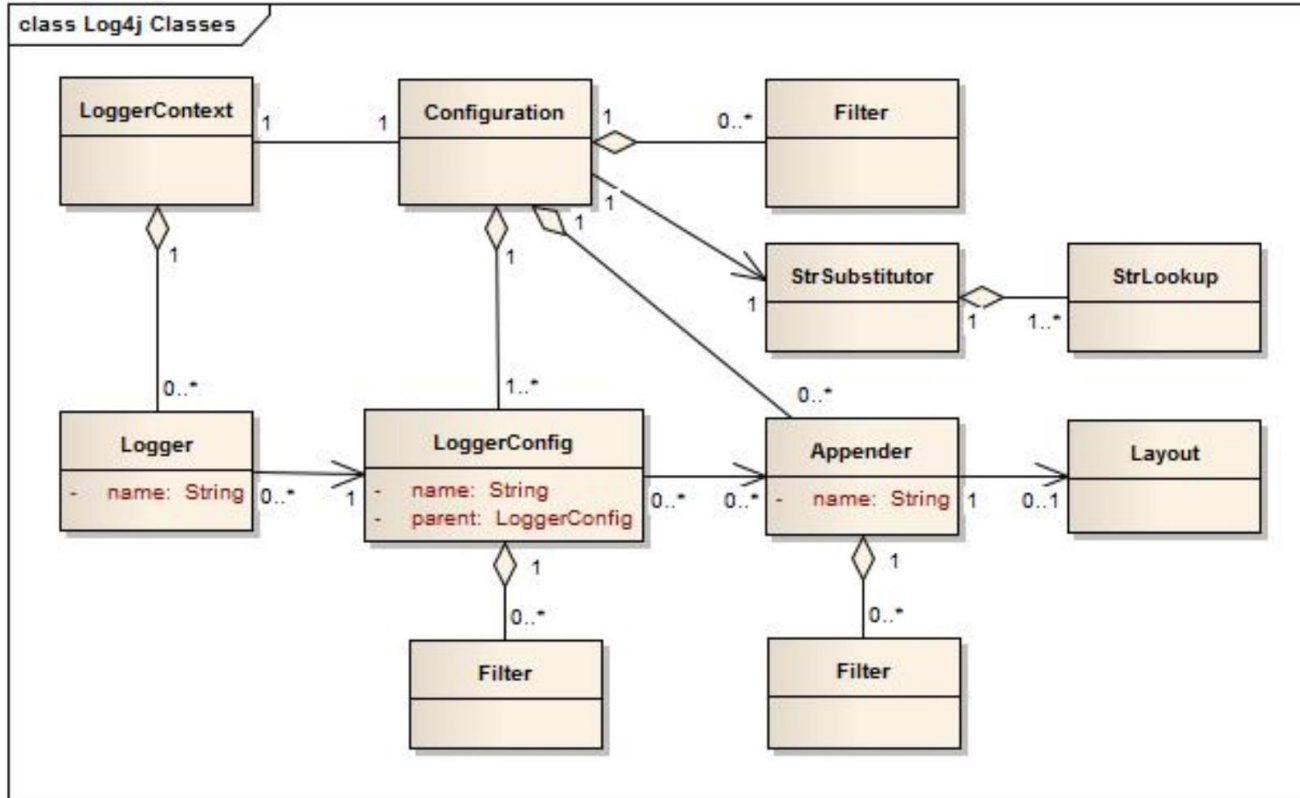 class Log4j Classes
LoggerContext
1
1
Configuration
1
0..*
Filter
1
1
1
1
1
StrSubstitutor
1
1..*
StrLookup
0..*
1..*
0..*
Logger
- name: String
0..*
1
LoggerConfig
- name: String
- parent: LoggerConfig
0..*
0..*
Appender
- name: String
1
0..1
Layout
1
0..*
Filter
1
0..*
Filter